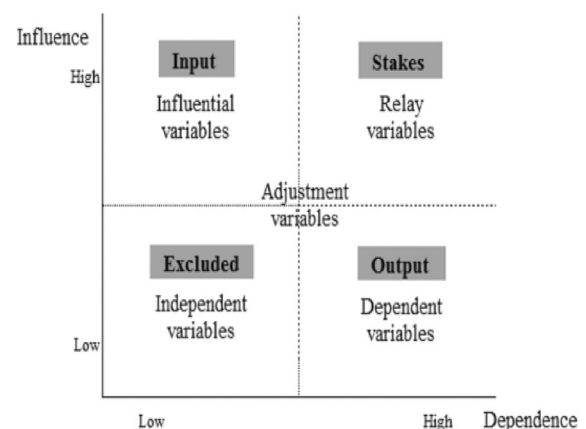 Influence
High
Input
Stakes
Influential
variables
Relay
variables
Adjustment
variables
Excluded
Output
Independent
variables
Dependent
variables
Low
Low
High
Dependence